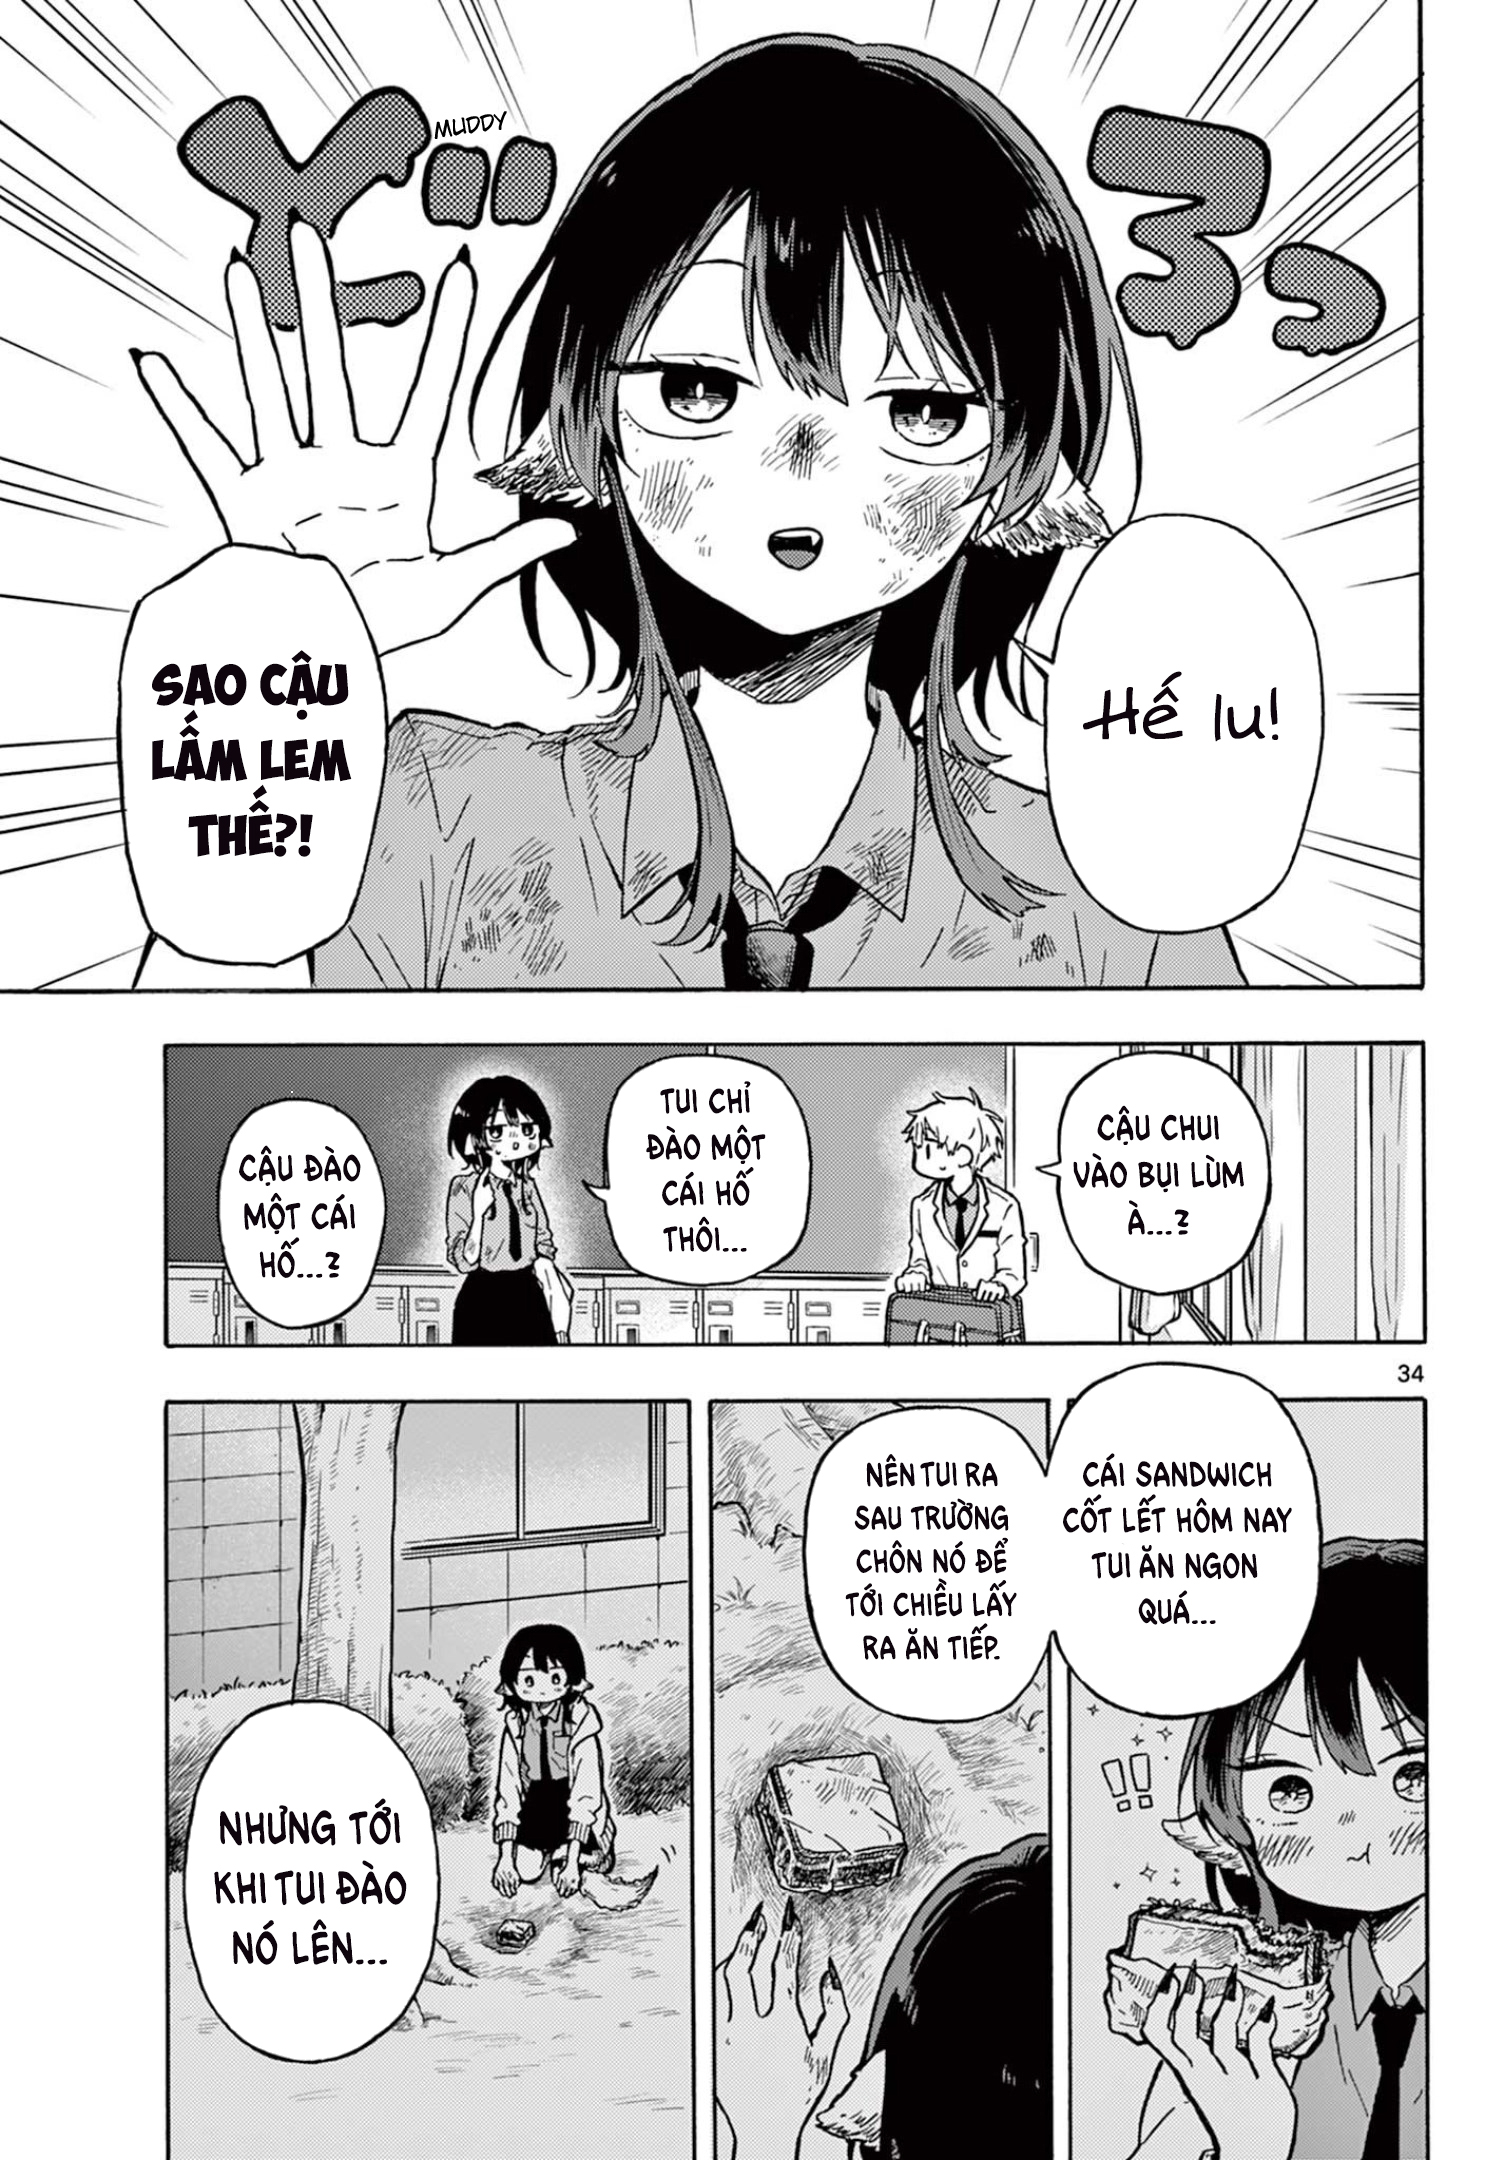 どろっ
MUDDY
Hế lu!
SAO CẬU
LẤM LEM
THẾ?!
CẬU CHUI
VÀO BỤI LÙM
À...?
TUI CHỈ
ĐÀO MỘT
CÁI HỐ
THÔI...
CẬU ĐÀO
MỘT CÁI
HỐ...?
34
CÁI SANDWICH
CỐT LẾT HÔM NAY
TUI ĂN NGON
QUÁ...
!!
NÊN TUI RA
SAU TRƯỜNG
CHÔN NÓ ĐỂ
TỚI CHIỀU LẤY
RA ĂN TIẾP.
NHƯNG TỚI
KHI TUI ĐÀO
NÓ LÊN...